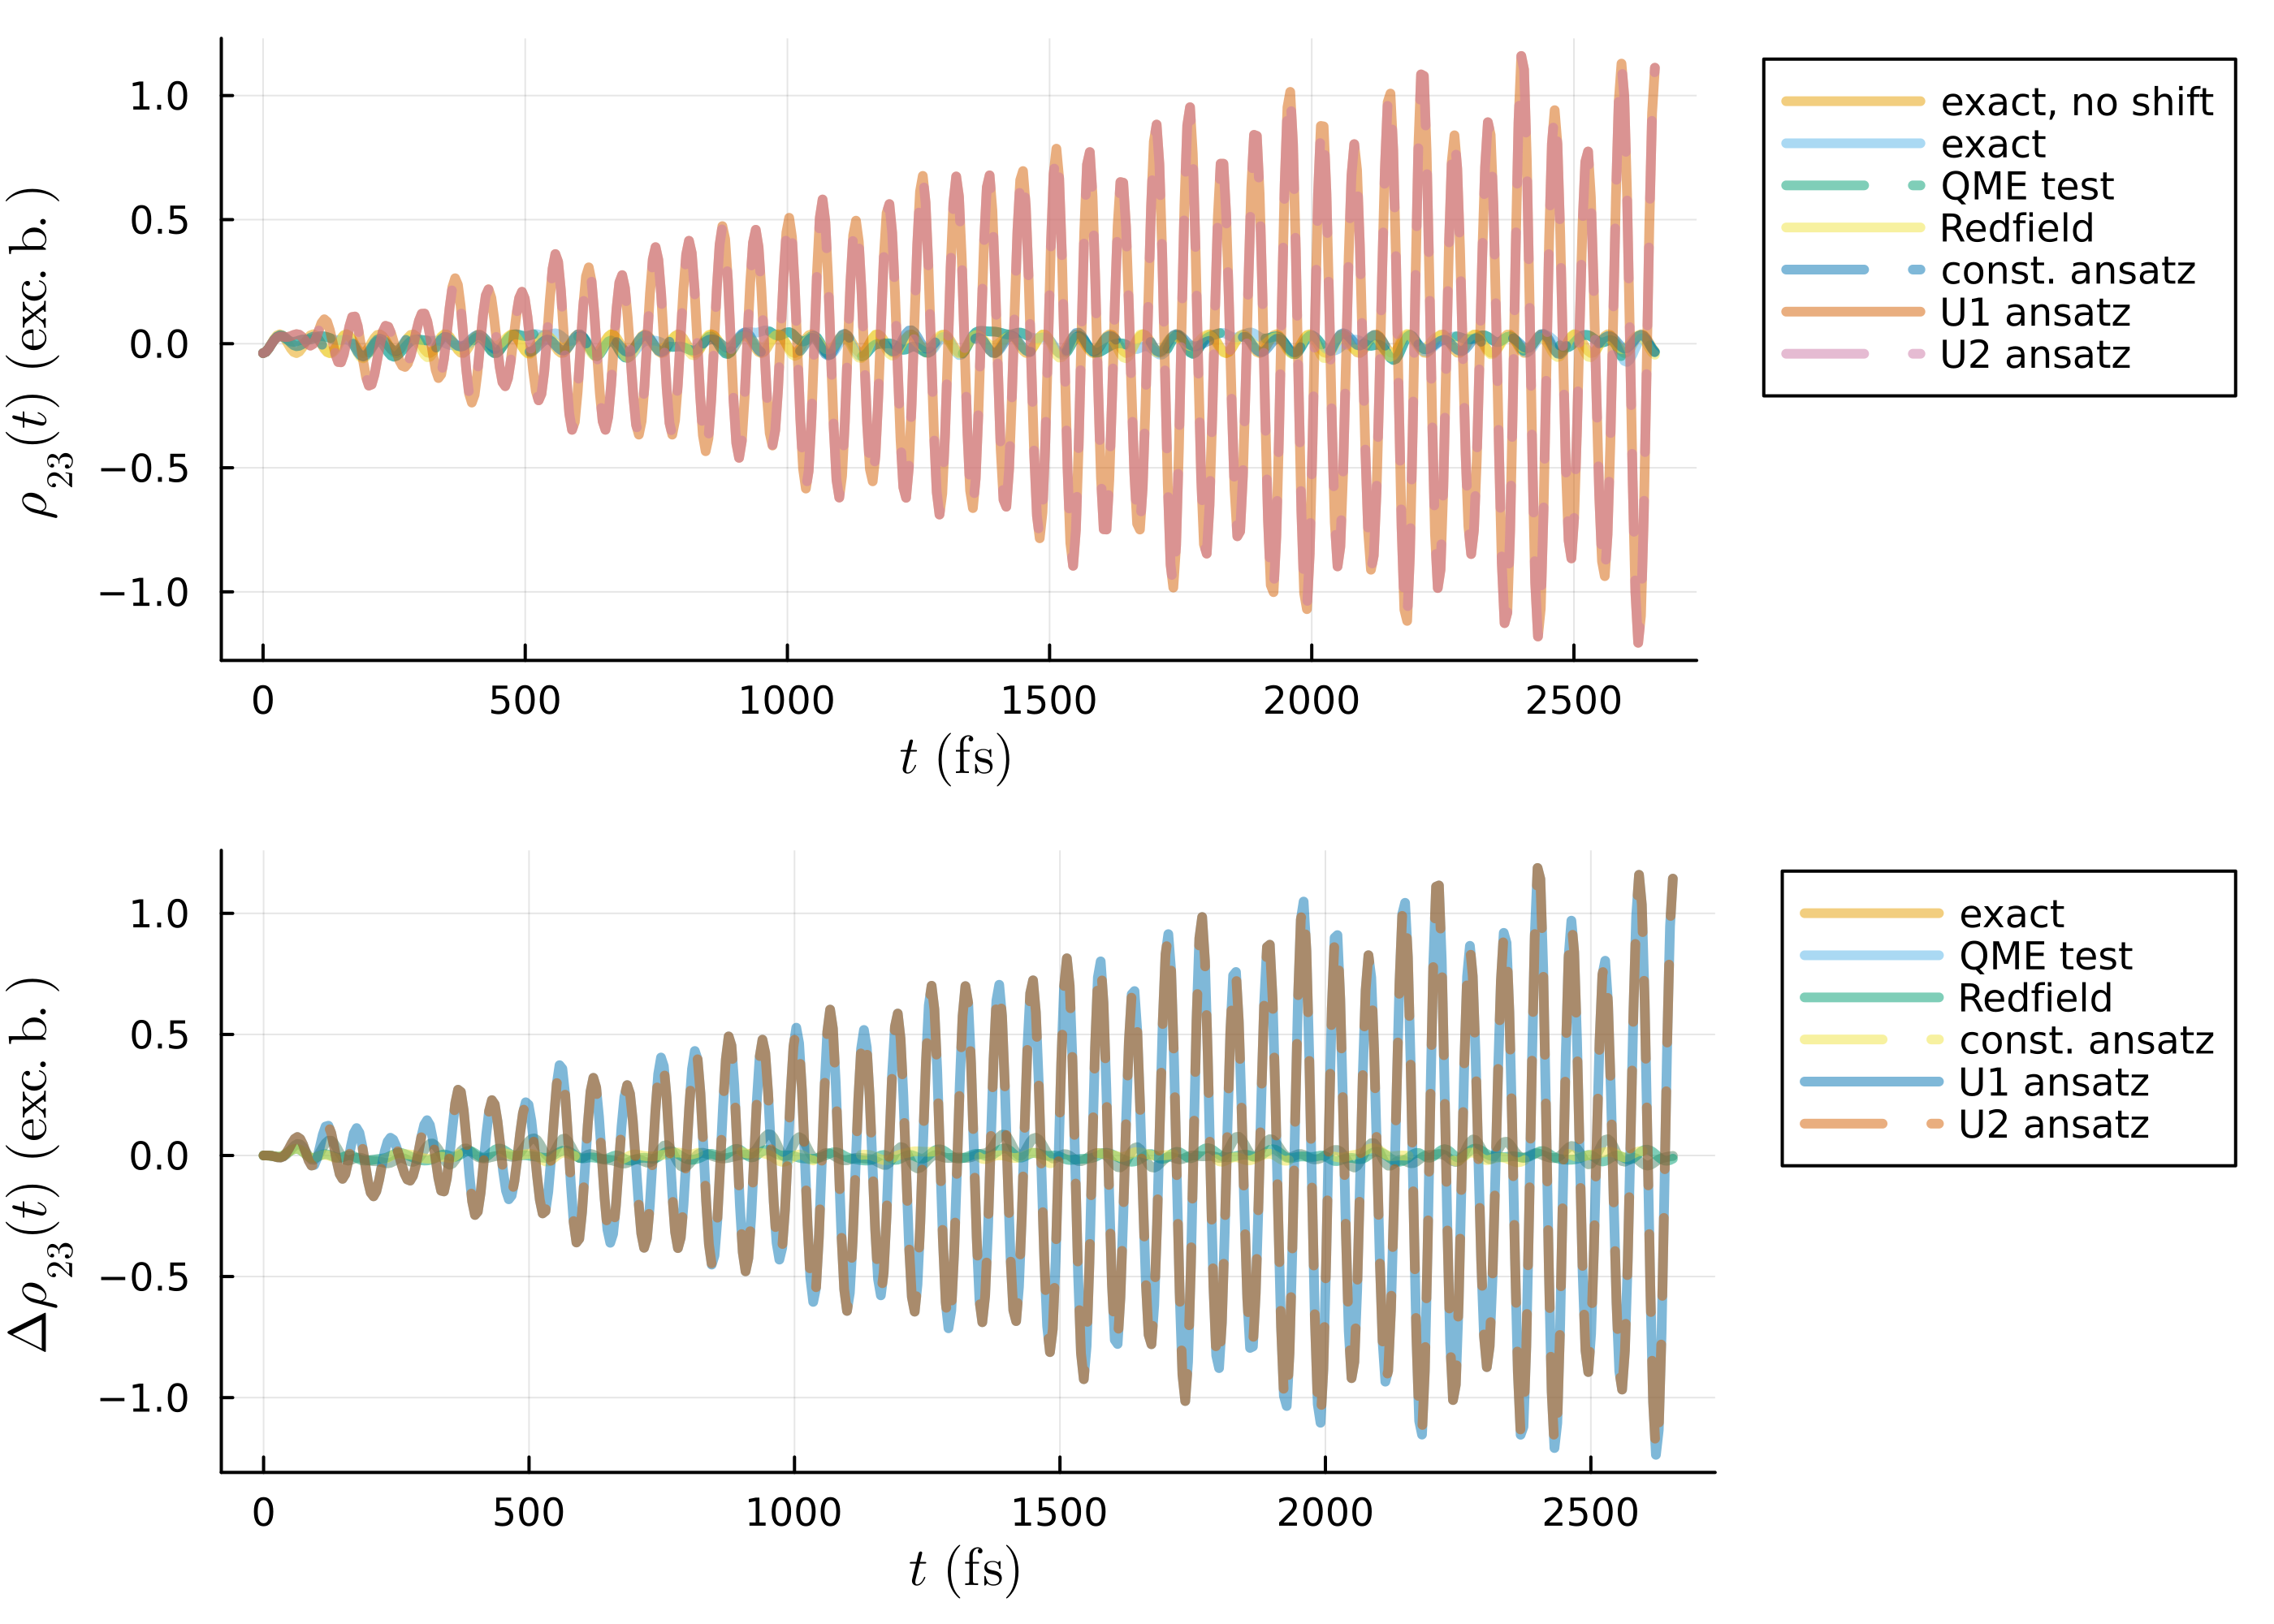 1.0
0.5
0.0
−0.5
−1.0
ρ₂₃(t) (exc. b. )
0 500 1000 1500 2000 2500
t (fs)
exact, no shift
exact
QME test
Redfield
const. ansatz
U1 ansatz
U2 ansatz
1.0
0.5
0.0
−0.5
−1.0
Δρ₂₃(t) (exc. b. )
0 500 1000 1500 2000 2500
t (fs)
exact
QME test
Redfield
const. ansatz
U1 ansatz
U2 ansatz